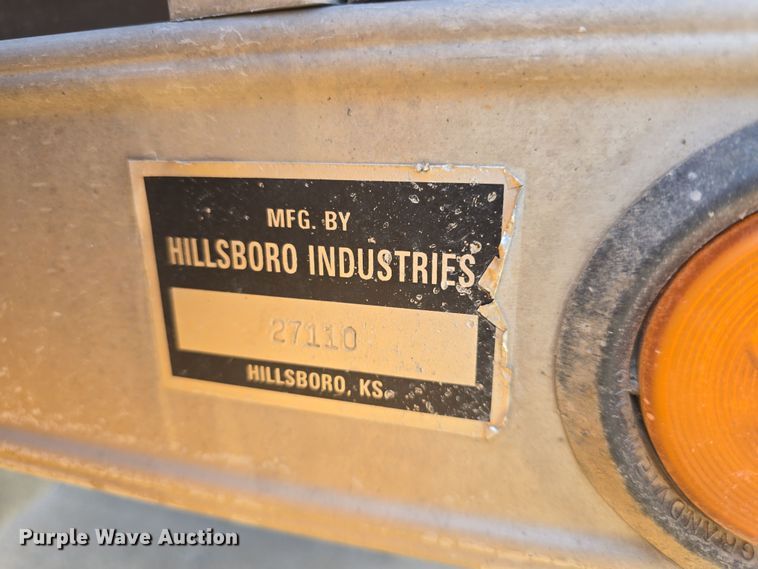 MFG. BY
HILLSBORO INDUSTRIES
27110
HILLSBORO, KS.
Purple Wave Auction